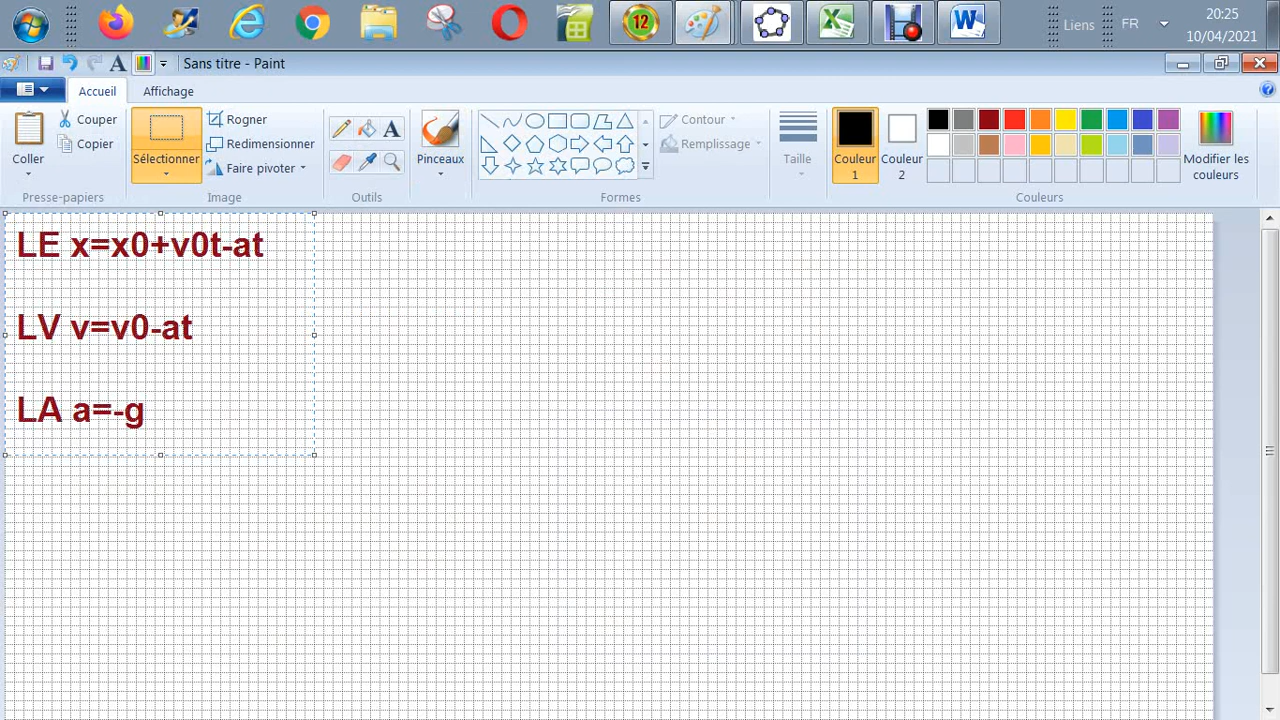 12
Liens
FR
20:25
10/04/2021
Sans titre - Paint
Accueil
Affichage
Coller
Couper
Copier
Presse-papiers
Sélectionner
Rogner
Redimensionner
Faire pivoter
Image
A
Outils
Pinceaux
Contour
Remplissage
Formes
Taille
Couleur
1
Couleur
2
Modifier les
couleurs
Couleurs
LE x=x0+v0t-at
LV v=v0-at
LA a=-g